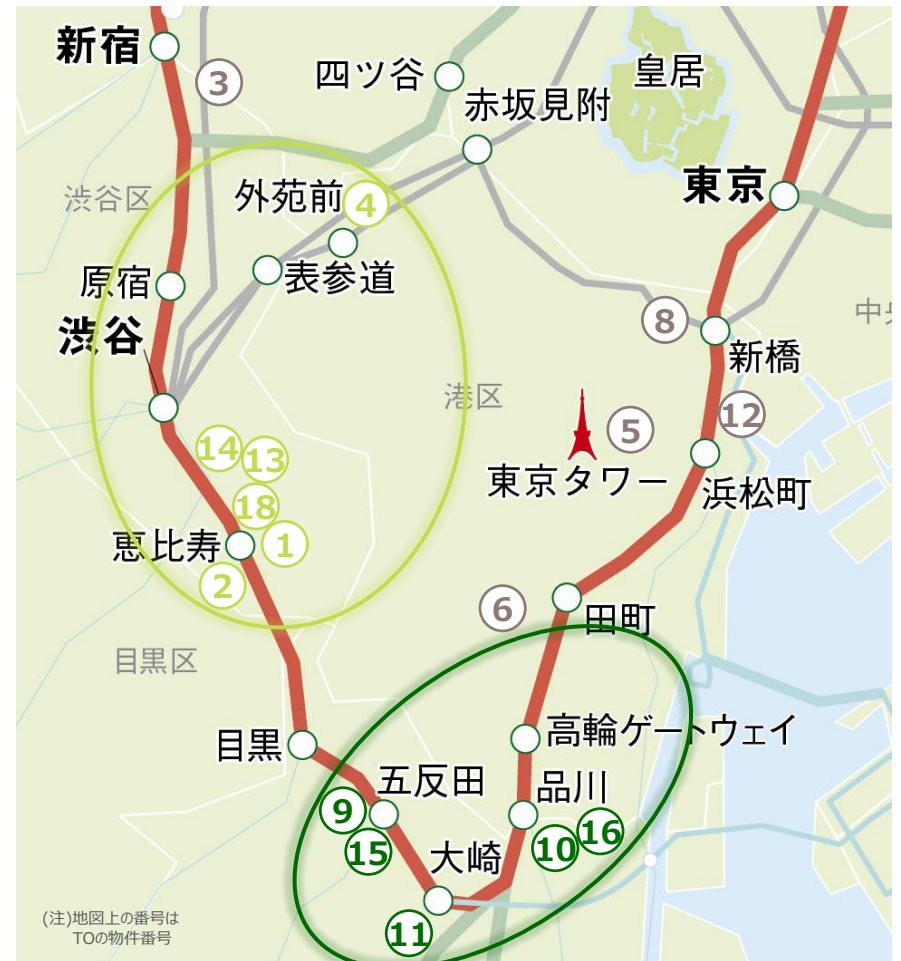 新宿
3
四ツ谷
皇居
赤坂見附
東京
渋谷区
外苑前
4
表参道
原宿
渋谷
8
新橋
港区
12
5
東京タワー
浜松町
14
13
18
恵比寿
1
2
6
田町
目黒区
目黒
高輪ゲートウェイ
五反田
品川
9
15
大崎
10
16
11
(注)地図上の番号は
TOの物件番号